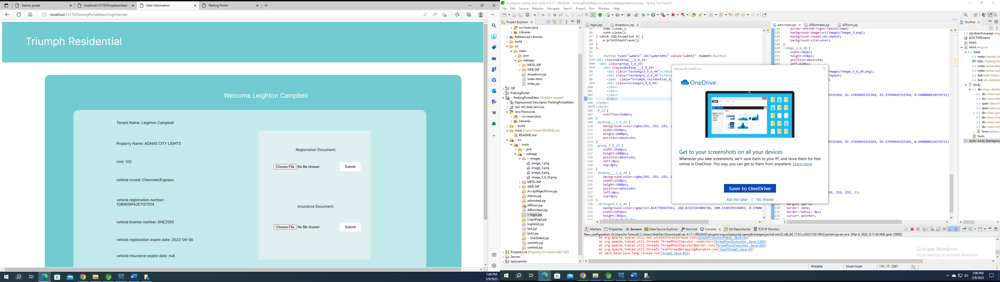 Admin portal
localhost:13170/DropdownSearc
User Information
Parking Portal
localhost:13170/ParkingPortalMain/LoginServlet
Triumph Residential
Welcome Leighton Campbell
Tenant Name: Leighton Campbell
Property Name: ADAMS CITY LIGHTS
Unit: 102
vehicle model: Chevrolet/Express
vehicle registration number:
1GBWGRFA2E1157514
vehicle license number: 8NEZ065
vehicle registration expire date: 2023-06-08
vehicle insurance expire date: null
Registration Document:
Choose File No file chosen
Submit
Insurance Document:
Choose File No file chosen
Submit
1:06 PM
3/9/2023
workspace-spring-tool-suite-4-4.17.1.RELEASE - ParkingPortalMain/src/main/webapp/admintest.jsp - Spring Tool Suite 4
File Edit Source Refactor Navigate Search Project Run Window Help
Project Explorer
src/main/java
Libraries
Referenced Libraries
build
src
main
java
webapp
META-INF
WEB-INF
dropdown.jsp
index.html
index.jsp
JSP
ParkingPortal
> ParkingPortalMain [WebDev master]
Deployment Descriptor: ParkingPortalMain
JAX-WS Web Services
Java Resources
> src/main/java
Libraries
> build
main [main] Create README.md
README.md
> src
> main
> java
> webapp
> images
image_1.png
image_3.png
image_4.png
image_5_6_20.png
META-INF
WEB-INF
AcceptRejectForm.jsp
Admin.jsp
admintest.jsp
ARform.jsp
ARformtest.jsp
> login.jsp
LoginPage.jsp
logintest.jsp
test.jsp
test2.jsp
> UserDetail.jsp
userInfo.jsp
usertest.jsp
PropertyList [PropertyList master e4b11b0]
Servers
testuserinfo
login.jsp
dropdown.jsp
85 stmt.close();
86 conn.close();
87 } catch (SQLException e) {
88 e.printStackTrace();
89 }
90 %>
91
92 <button type="submit" id="submitBtn" value="submit" >Submit</button>
93 <div class=desktop___1_6_22>
94 <div class=group_3_6_23>
95 <div class=desktop___1_6_24>
96 <div class="rectangle_5_6_44"></div>
97 <div class="rectangle_2_6_25"></div>
98 <span class="triumph_residential_6_
99 <div class=rectangle_3_6_46>
100 </div>
101 </div>
102 </div>
103 </div>
104 </body>
105 <style>
106 .6_22 {
107 overflow:hidden;
108 }
109 .desktop___1_6_22 {
110 background-color:rgba(255, 255, 255, 1
111 width:1920px;
112 height:1080px;
113 position:absolute;
114 }
115 .group_3_6_23 {
116 width:1920px;
117 height:1080px;
118 position:absolute;
119 left:0px;
120 top:0px;
121 }
122 .desktop___1_6_24 {
123 background-color:rgba(255, 255, 255, 1
124 width:1920px;
125 height:1080px;
126 position:absolute;
127 left:0px;
128 top:0px;
129 }
130 .rectangle_5_6_44 {
131 background-color:rgba(113.8147759437561, 202.83357203006744, 208.5156199336052, 0.37000
132 width:1291px;
133 height:783px;
admintest.jsp
ARformtest.jsp
ARform.jsp
184 border-bottom-right-radius:20px;
185 background-image:url(images/image_3.png);
186 background-repeat:no-repeat;
187 background-size:cover;
188 }
189 .image_5_6_20 {
190 width:262px;
191 height:256px;
192 position:absolute;
193 left:620px;
/images/image_5_6_20.png);
repeat;
5352364, 91.37499645352364, 91.37499645352364, 0.5400000214576721)
5352364, 91.37499645352364, 91.37499645352364, 0.5400000214576721)
55, 255, 255, 1);
229 margin: 8px 0;
230 border: none;
231 border-radius: 4px;
232 cursor: pointer;
Microsoft OneDrive
OneDrive
Get to your screenshots on all your devices
Whenever you take screenshots, we'll save them to your PC and store them for free
online in OneDrive. This way, you can get to them from anywhere. Learn more
Save to OneDrive
Ask me later | No thanks
Outline
jsp:directive.page lang
DOCTYPE:html
html :
html lang=en
head
meta charset=ut
title : Parking Po
meta name=des
meta name=aut
link href=https:/
link rel=styleshe
body
div class=deskto
div class=rect
div class=rect
span class=tr
span class=pa
div class=gro
div class=ima
div class=rect
div class=rect
form action=
form
style : body {backgrou
Markers Properties Servers Data Source Explorer Terminal Console Git Repositories TCP/IP Monitor
New_configuration (3) [Apache Tomcat] C:\Users\WebDev\Downloads\sts-4.17.1.RELEASE\plugins\org.eclipse.justj.openjdk.hotspot.jre.full.win32.x86_64_17.0.5.v20221102-0933\jre\bin\javaw.exe (Mar 9, 2023, 8:11:28 AM) [pid: 23800]
at org.apache.tomcat.util.net.SocketProcessorBase.run(SocketProcessorBase.java:49)
at org.apache.tomcat.util.threads.ThreadPoolExecutor.runWorker(ThreadPoolExecutor.java:1191)
at org.apache.tomcat.util.threads.ThreadPoolExecutor$Worker.run(ThreadPoolExecutor.java:659)
at org.apache.tomcat.util.threads.TaskThread$WrappingRunnable.run(TaskThread.java:61)
at java.base/java.lang.Thread.run(Thread.java:833)
Activate Windows
Go to Settings to activate Windows.
Writable
Smart Insert
116 : 17 : 3267
1:06 PM
3/9/2023